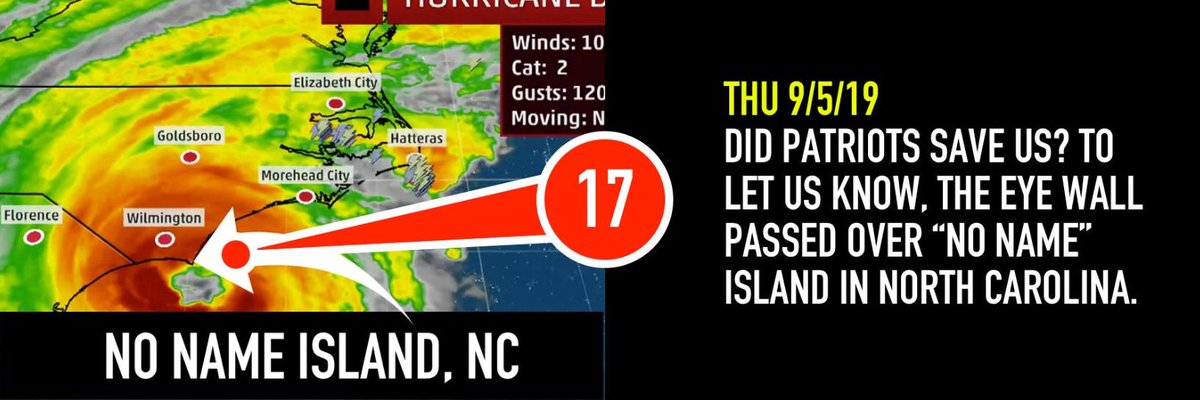 HURRICANE D
Winds: 10
Cat: 2
Gusts: 120
Moving: N
Elizabeth City
Goldsboro
Hatteras
Morehead City
Florence
Wilmington
17
NO NAME ISLAND, NC
THU 9/5/19
DID PATRIOTS SAVE US? TO
LET US KNOW, THE EYE WALL
PASSED OVER “NO NAME”
ISLAND IN NORTH CAROLINA.